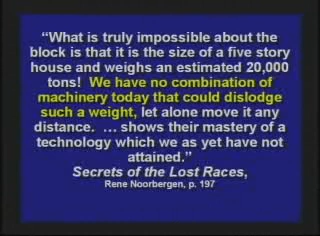 “What is truly impossible about the
block is that it is the size of a five story
house and weighs an estimated 20,000
tons!  We have no combination of
machinery today that could dislodge
such a weight, let alone move it any
distance.  … shows their mastery of a
technology which we as yet have not
attained.”
Secrets of the Lost Races,
Rene Noorbergen, p. 197